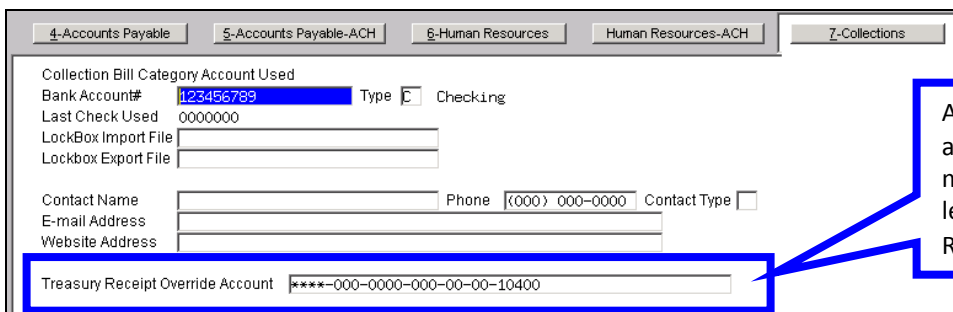 4-Accounts Payable 5-Accounts Payable-ACH 6-Human Resources Human Resources-ACH 7-Collections
Collection Bill Category Account Used
Bank Account# 123456789 Type C Checking
Last Check Used 0000000
LockBox Import File
Lockbox Export File
Contact Name Phone (000) 000-0000 Contact Type
E-mail Address
Website Address
Treasury Receipt Override Account ****-000-0000-000-00-00-10400